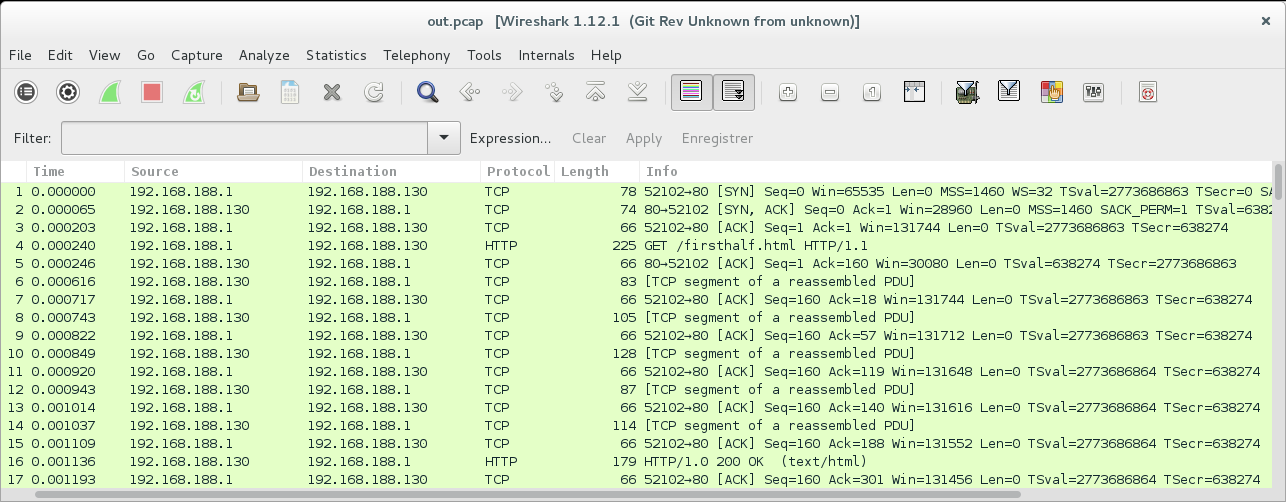 out.pcap [Wireshark 1.12.1 (Git Rev Unknown from unknown)]
File Edit View Go Capture Analyze Statistics Telephony Tools Internals Help
Filter: Expression... Clear Apply Enregistrer
Time Source Destination Protocol Length Info
1 0.000000 192.168.188.1 192.168.188.130 TCP 78 52102→80 [SYN] Seq=0 Win=65535 Len=0 MSS=1460 WS=32 TSval=2773686863 TSecr=0
2 0.000065 192.168.188.130 192.168.188.1 TCP 74 80→52102 [SYN, ACK] Seq=0 Ack=1 Win=28960 Len=0 MSS=1460 SACK_PERM=1
3 0.000203 192.168.188.1 192.168.188.130 TCP 66 52102→80 [ACK] Seq=1 Ack=1 Win=131744 Len=0 TSval=2773686863 TSecr=638274
4 0.000240 192.168.188.1 192.168.188.130 HTTP 225 GET /firsthalf.html HTTP/1.1
5 0.000246 192.168.188.130 192.168.188.1 TCP 66 80→52102 [ACK] Seq=1 Ack=160 Win=30080 Len=0 TSval=638274 TSecr=2773686863
6 0.000616 192.168.188.130 192.168.188.1 TCP 83 [TCP segment of a reassembled PDU]
7 0.000717 192.168.188.1 192.168.188.130 TCP 66 52102→80 [ACK] Seq=160 Ack=18 Win=131744 Len=0 TSval=2773686863 TSecr=638274
8 0.000743 192.168.188.130 192.168.188.1 TCP 105 [TCP segment of a reassembled PDU]
9 0.000822 192.168.188.1 192.168.188.130 TCP 66 52102→80 [ACK] Seq=160 Ack=57 Win=131712 Len=0 TSval=2773686863 TSecr=638274
10 0.000849 192.168.188.130 192.168.188.1 TCP 128 [TCP segment of a reassembled PDU]
11 0.000920 192.168.188.1 192.168.188.130 TCP 66 52102→80 [ACK] Seq=160 Ack=119 Win=131648 Len=0 TSval=2773686864 TSecr=638274
12 0.000943 192.168.188.130 192.168.188.1 TCP 87 [TCP segment of a reassembled PDU]
13 0.001014 192.168.188.1 192.168.188.130 TCP 66 52102→80 [ACK] Seq=160 Ack=140 Win=131616 Len=0 TSval=2773686864 TSecr=638274
14 0.001037 192.168.188.130 192.168.188.1 TCP 114 [TCP segment of a reassembled PDU]
15 0.001109 192.168.188.1 192.168.188.130 TCP 66 52102→80 [ACK] Seq=160 Ack=188 Win=131552 Len=0 TSval=2773686864 TSecr=638274
16 0.001136 192.168.188.130 192.168.188.1 HTTP 179 HTTP/1.0 200 OK (text/html)
17 0.001193 192.168.188.1 192.168.188.130 TCP 66 52102→80 [ACK] Seq=160 Ack=301 Win=131456 Len=0 TSval=2773686864 TSecr=638274